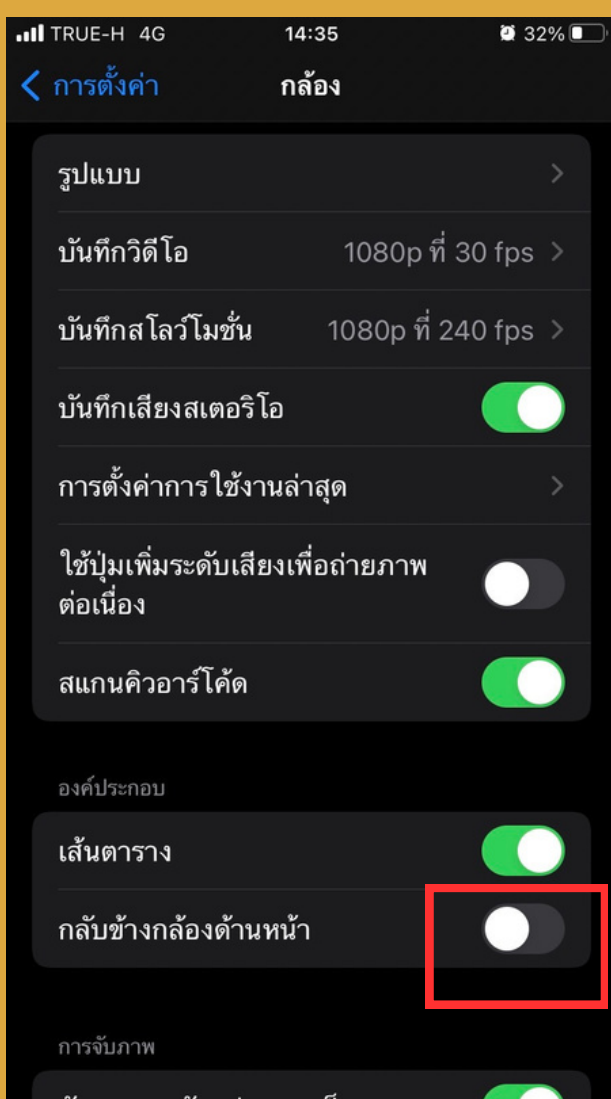 TRUE-H 4G 14:35 32%
การตั้งค่า กล้อง
รูปแบบ
บันทึกวิดีโอ 1080p ที่ 30 fps
บันทึกสโลว์โมชั่น 1080p ที่ 240 fps
บันทึกเสียงสเตอริโอ
การตั้งค่าการใช้งานล่าสุด
ใช้ปุ่มเพิ่มระดับเสียงเพื่อถ่ายภาพ
ต่อเนื่อง
สแกนคิวอาร์โค้ด
องค์ประกอบ
เส้นตาราง
กลับข้างกล้องด้านหน้า
การจับภาพ